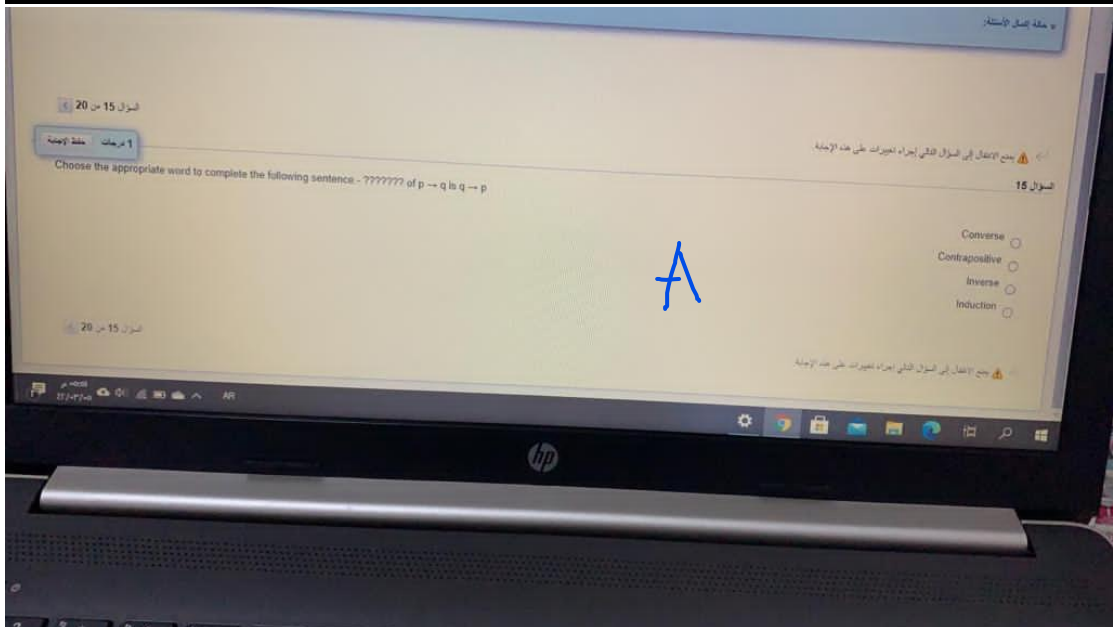 حالة إكمال الأسئلة:
السؤال 15 من 20
1 درجات حفظ الإجابة
يمنع الانتقال إلى السؤال التالي إجراء تغييرات على هذه الإجابة.
السؤال 15
Choose the appropriate word to complete the following sentence - ??????? of p → q is q → p
Converse
Contrapositive
Inverse
Induction
A
السؤال 15 من 20
يمنع الانتقال إلى السؤال التالي إجراء تغييرات على هذه الإجابة.
AR
hp